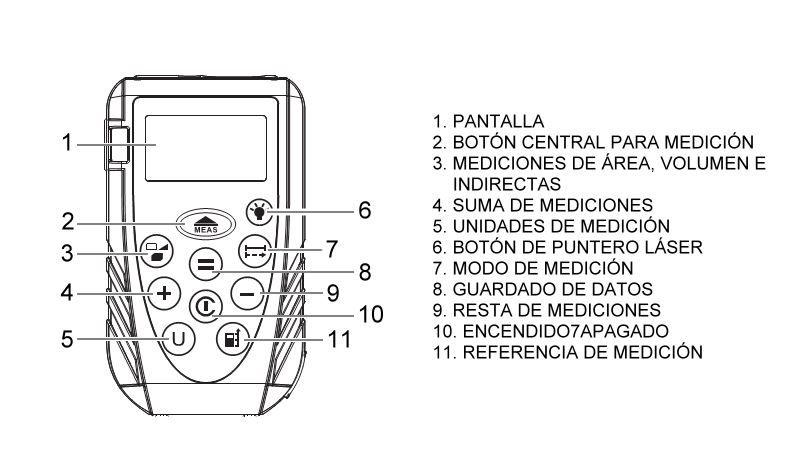 1. PANTALLA
2. BOTÓN CENTRAL PARA MEDICIÓN
3. MEDICIONES DE ÁREA, VOLUMEN E
INDIRECTAS
4. SUMA DE MEDICIONES
5. UNIDADES DE MEDICIÓN
6. BOTÓN DE PUNTERO LÁSER
7. MODO DE MEDICIÓN
8. GUARDADO DE DATOS
9. RESTA DE MEDICIONES
10. ENCENDIDO7APAGADO
11. REFERENCIA DE MEDICIÓN
1
2
3
4
5
6
7
8
9
10
11
MEAS
U